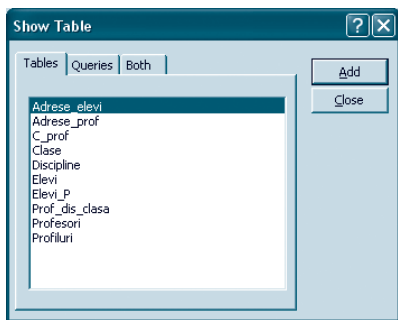 Show Table
Tables Queries Both
Add
Close
Adrese_elevi
Adrese_prof
C_prof
Clase
Discipline
Elevi
Elevi_P
Prof_dis_clasa
Profesori
Profiluri